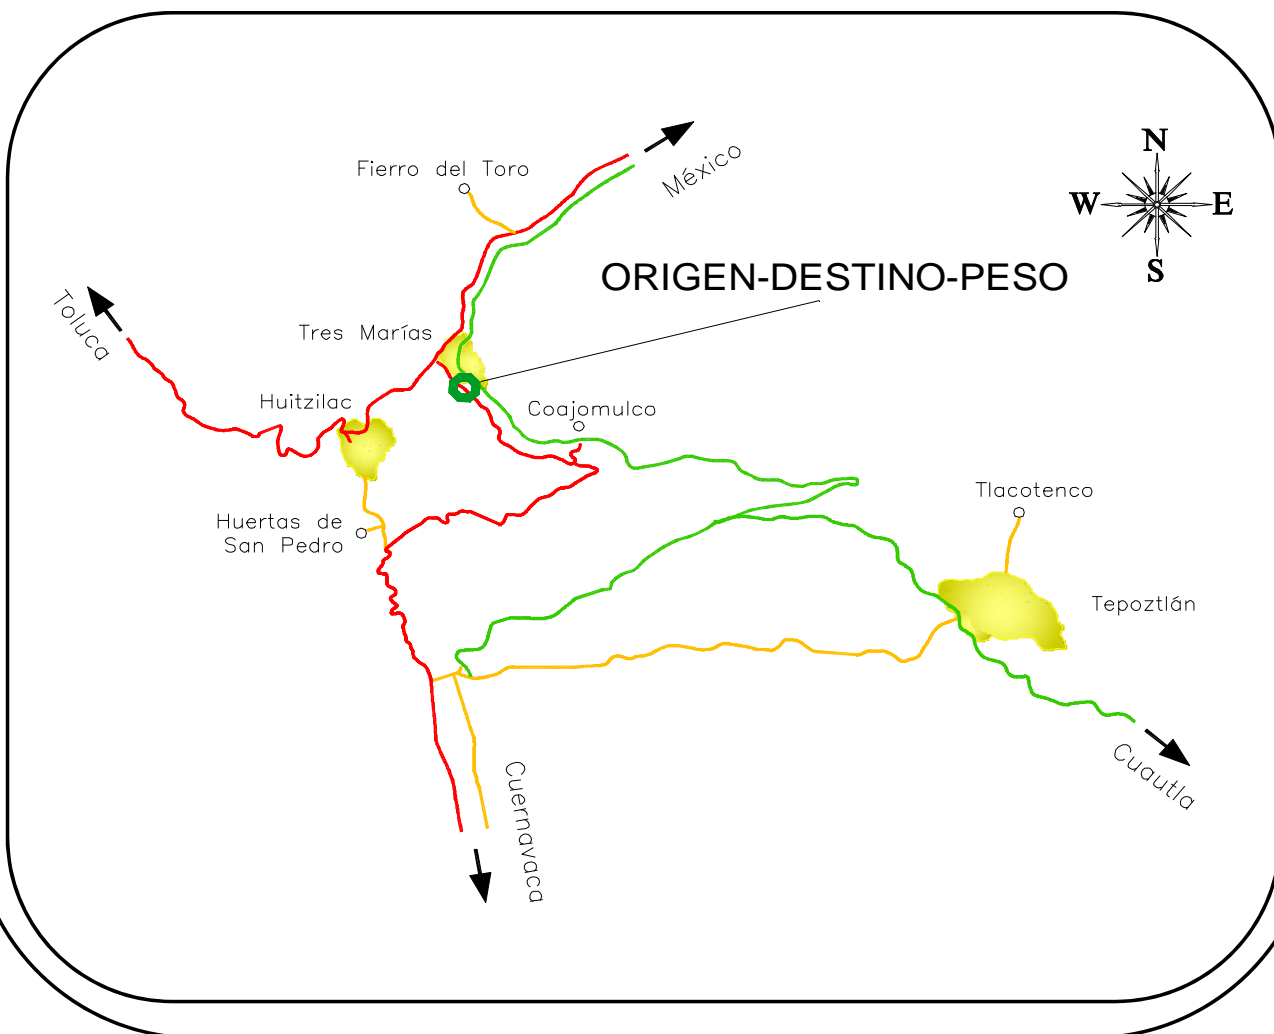 N
Fierro del Toro
México
W
E
S
ORIGEN-DESTINO-PESO
Toluca
Tres Marías
Huitzilac
Coajomulco
Tlacotenco
Huertas de
San Pedro
Tepoztlán
Cuautla
Cuernavaca